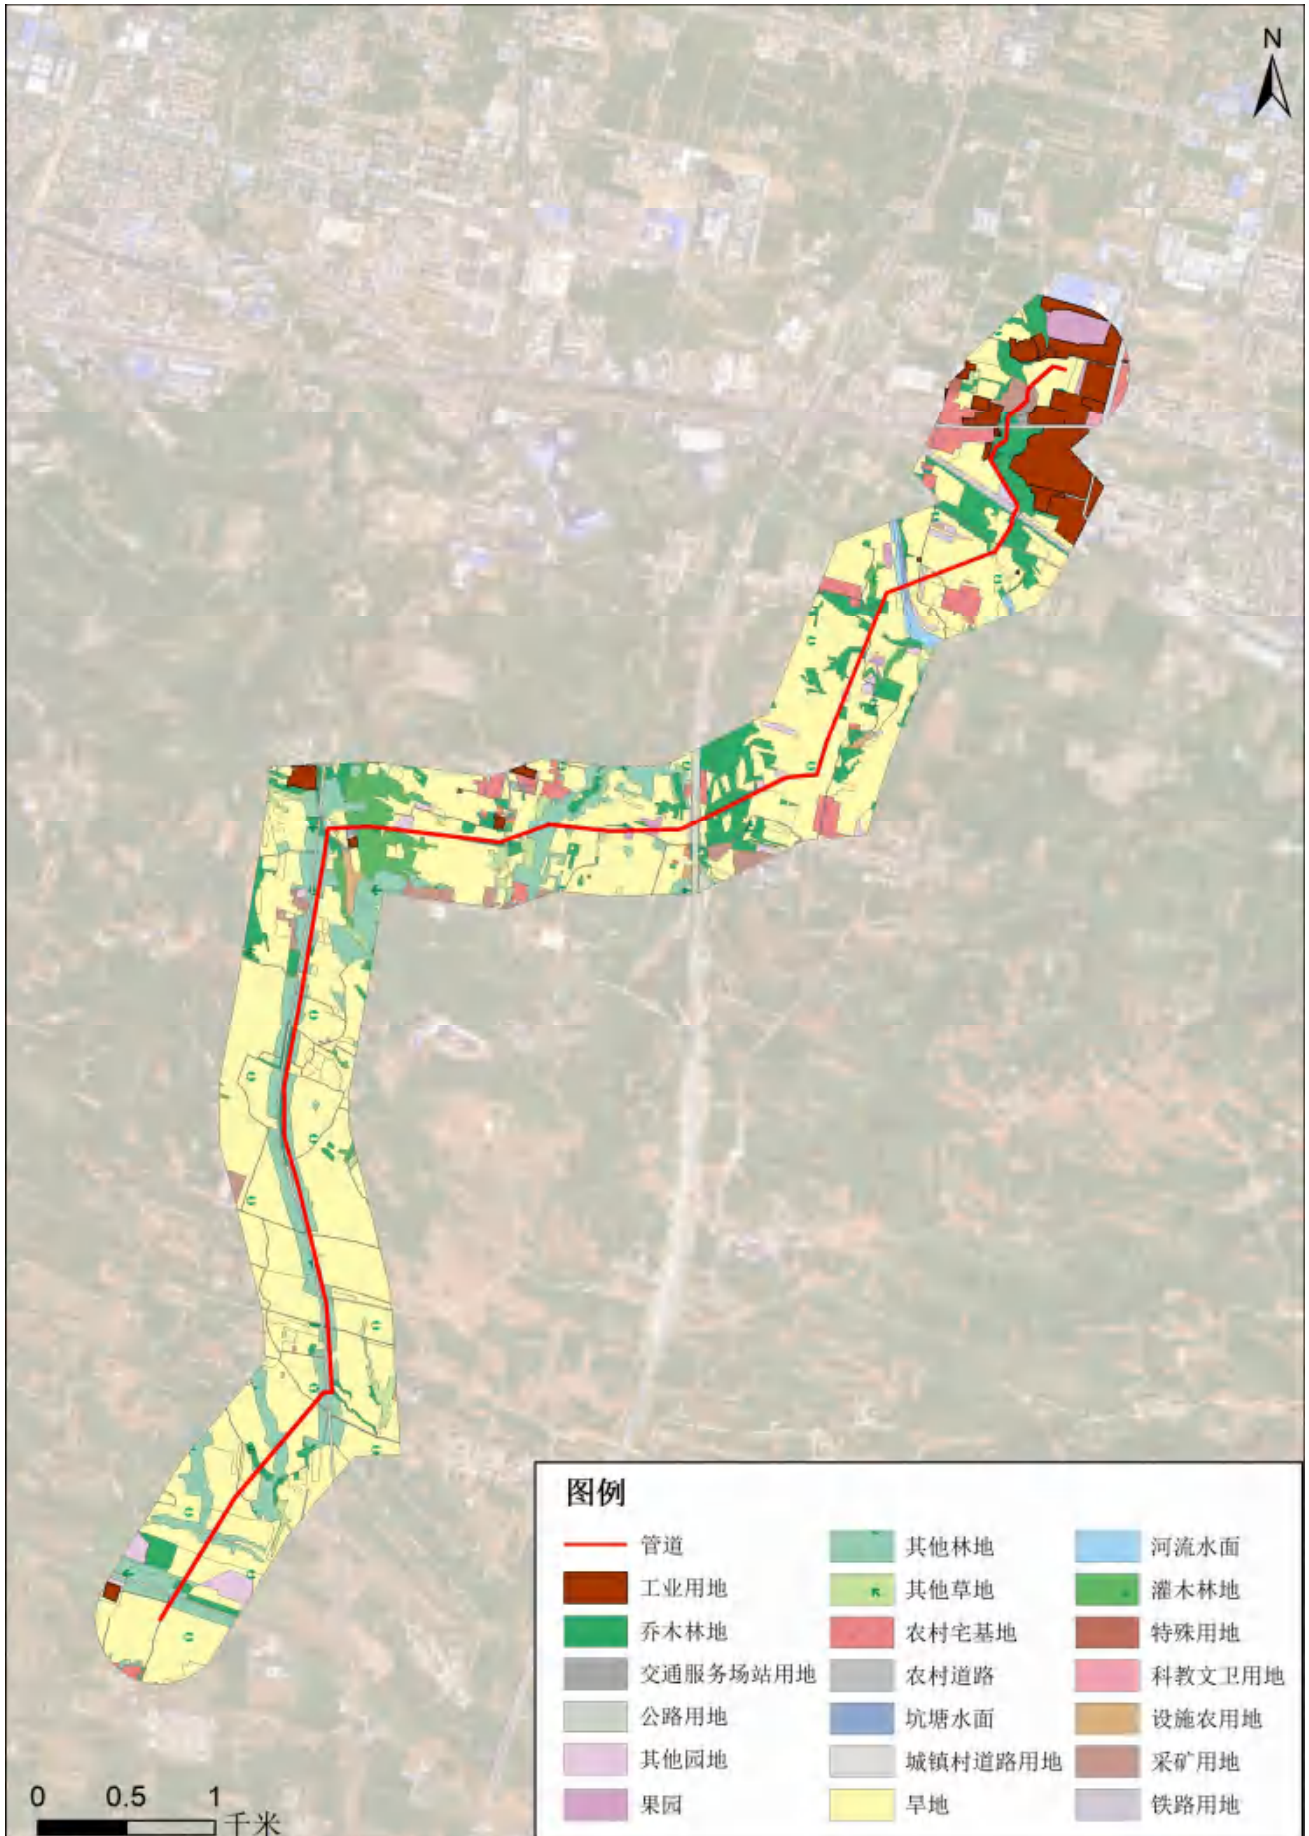 N
图例
管道 其他林地 河流水面
工业用地 其他草地 灌木林地
乔木林地 农村宅基地 特殊用地
交通服务场站用地 农村道路 科教文卫用地
公路用地 坑塘水面 设施农用地
其他园地 城镇村道路用地 采矿用地
果园 旱地 铁路用地
0 0.5 1
千米